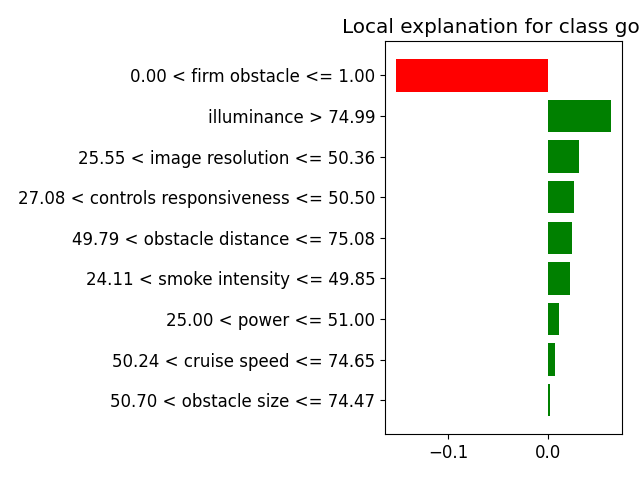 Local explanation for class go
0.00 < firm obstacle <= 1.00
illuminance > 74.99
25.55 < image resolution <= 50.36
27.08 < controls responsiveness <= 50.50
49.79 < obstacle distance <= 75.08
24.11 < smoke intensity <= 49.85
25.00 < power <= 51.00
50.24 < cruise speed <= 74.65
50.70 < obstacle size <= 74.47
−0.1 0.0